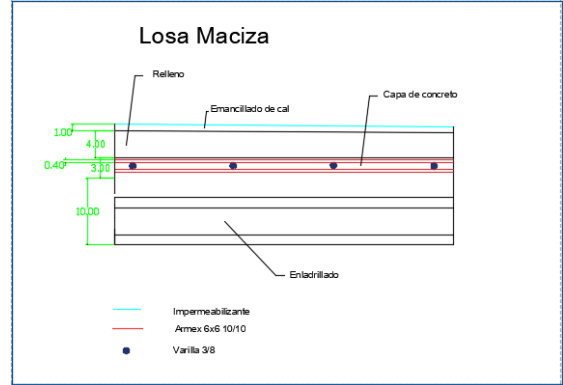 Losa Maciza
Relleno
Capa de concreto
Emancillado de cal
1.00
4.00
0.40
3.00
10.00
Enladrillado
Impermeabilizante
Armex 6x6 10/10
Varilla 3/8